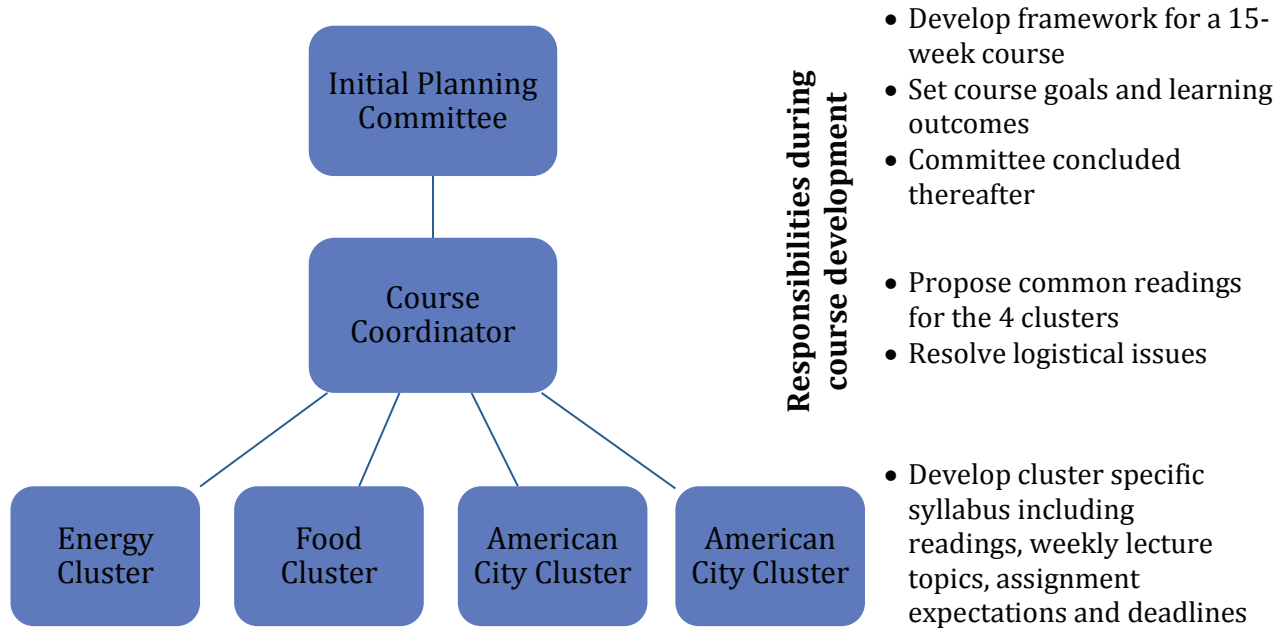 Initial Planning
Committee
Course
Coordinator
Energy
Cluster
Food
Cluster
American
City Cluster
American
City Cluster
Responsibilities during
course development
• Develop framework for a 15-
week course
• Set course goals and learning
outcomes
• Committee concluded
thereafter
• Propose common readings
for the 4 clusters
• Resolve logistical issues
• Develop cluster specific
syllabus including
readings, weekly lecture
topics, assignment
expectations and deadlines